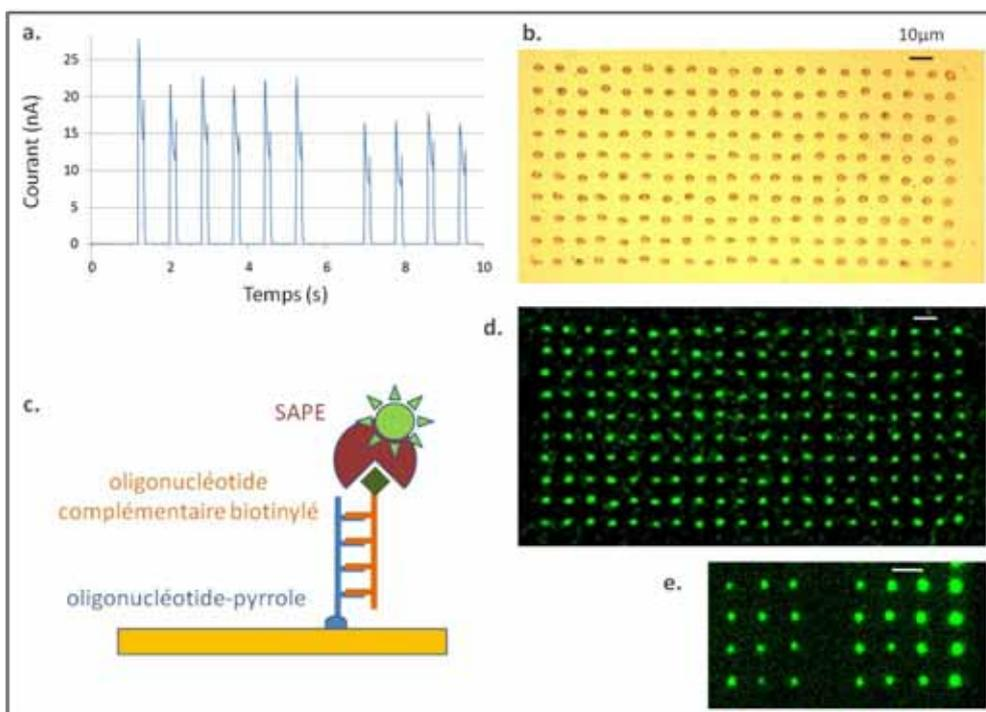 a.
25
20
15
10
5
0
Courant (nA)
0 2 4 6 8 10
Temps (s)
b.
10µm
c.
SAPE
oligonucléotide
complémentaire biotinylé
oligonucléotide-pyrrole
d.
e.